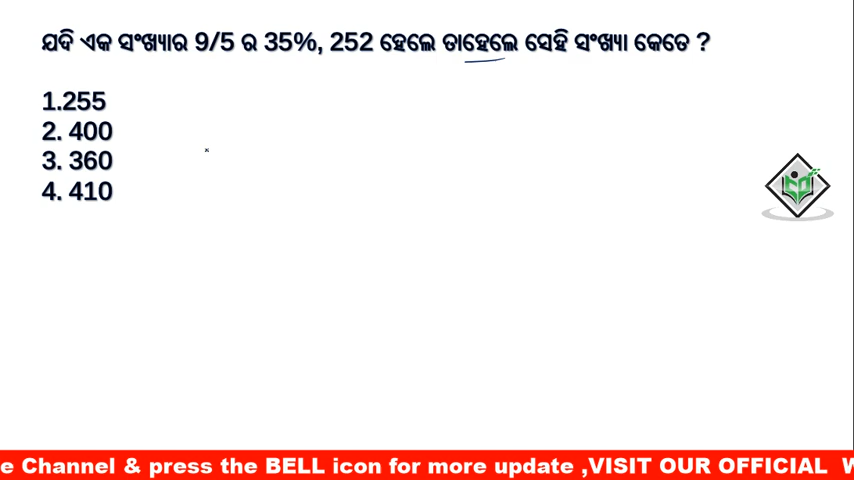 ଯଦି ଏକ ସଂଖ୍ୟାର 9/5 ର 35%, 252 ହେଲେ ତାହେଲେ ସେହି ସଂଖ୍ୟା କେତେ ?
1.255
2. 400
3. 360
4. 410
e Channel & press the BELL icon for more update ,VISIT OUR OFFICIAL W